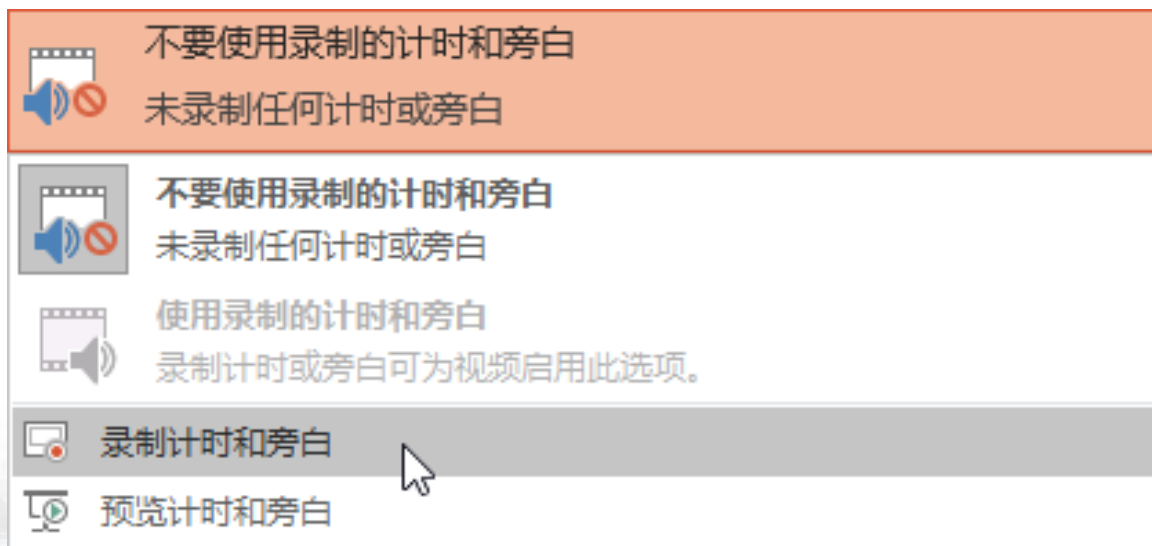 不要使用录制的计时和旁白
未录制任何计时或旁白
不要使用录制的计时和旁白
未录制任何计时或旁白
使用录制的计时和旁白
录制计时或旁白可为视频启用此选项。
录制计时和旁白
预览计时和旁白